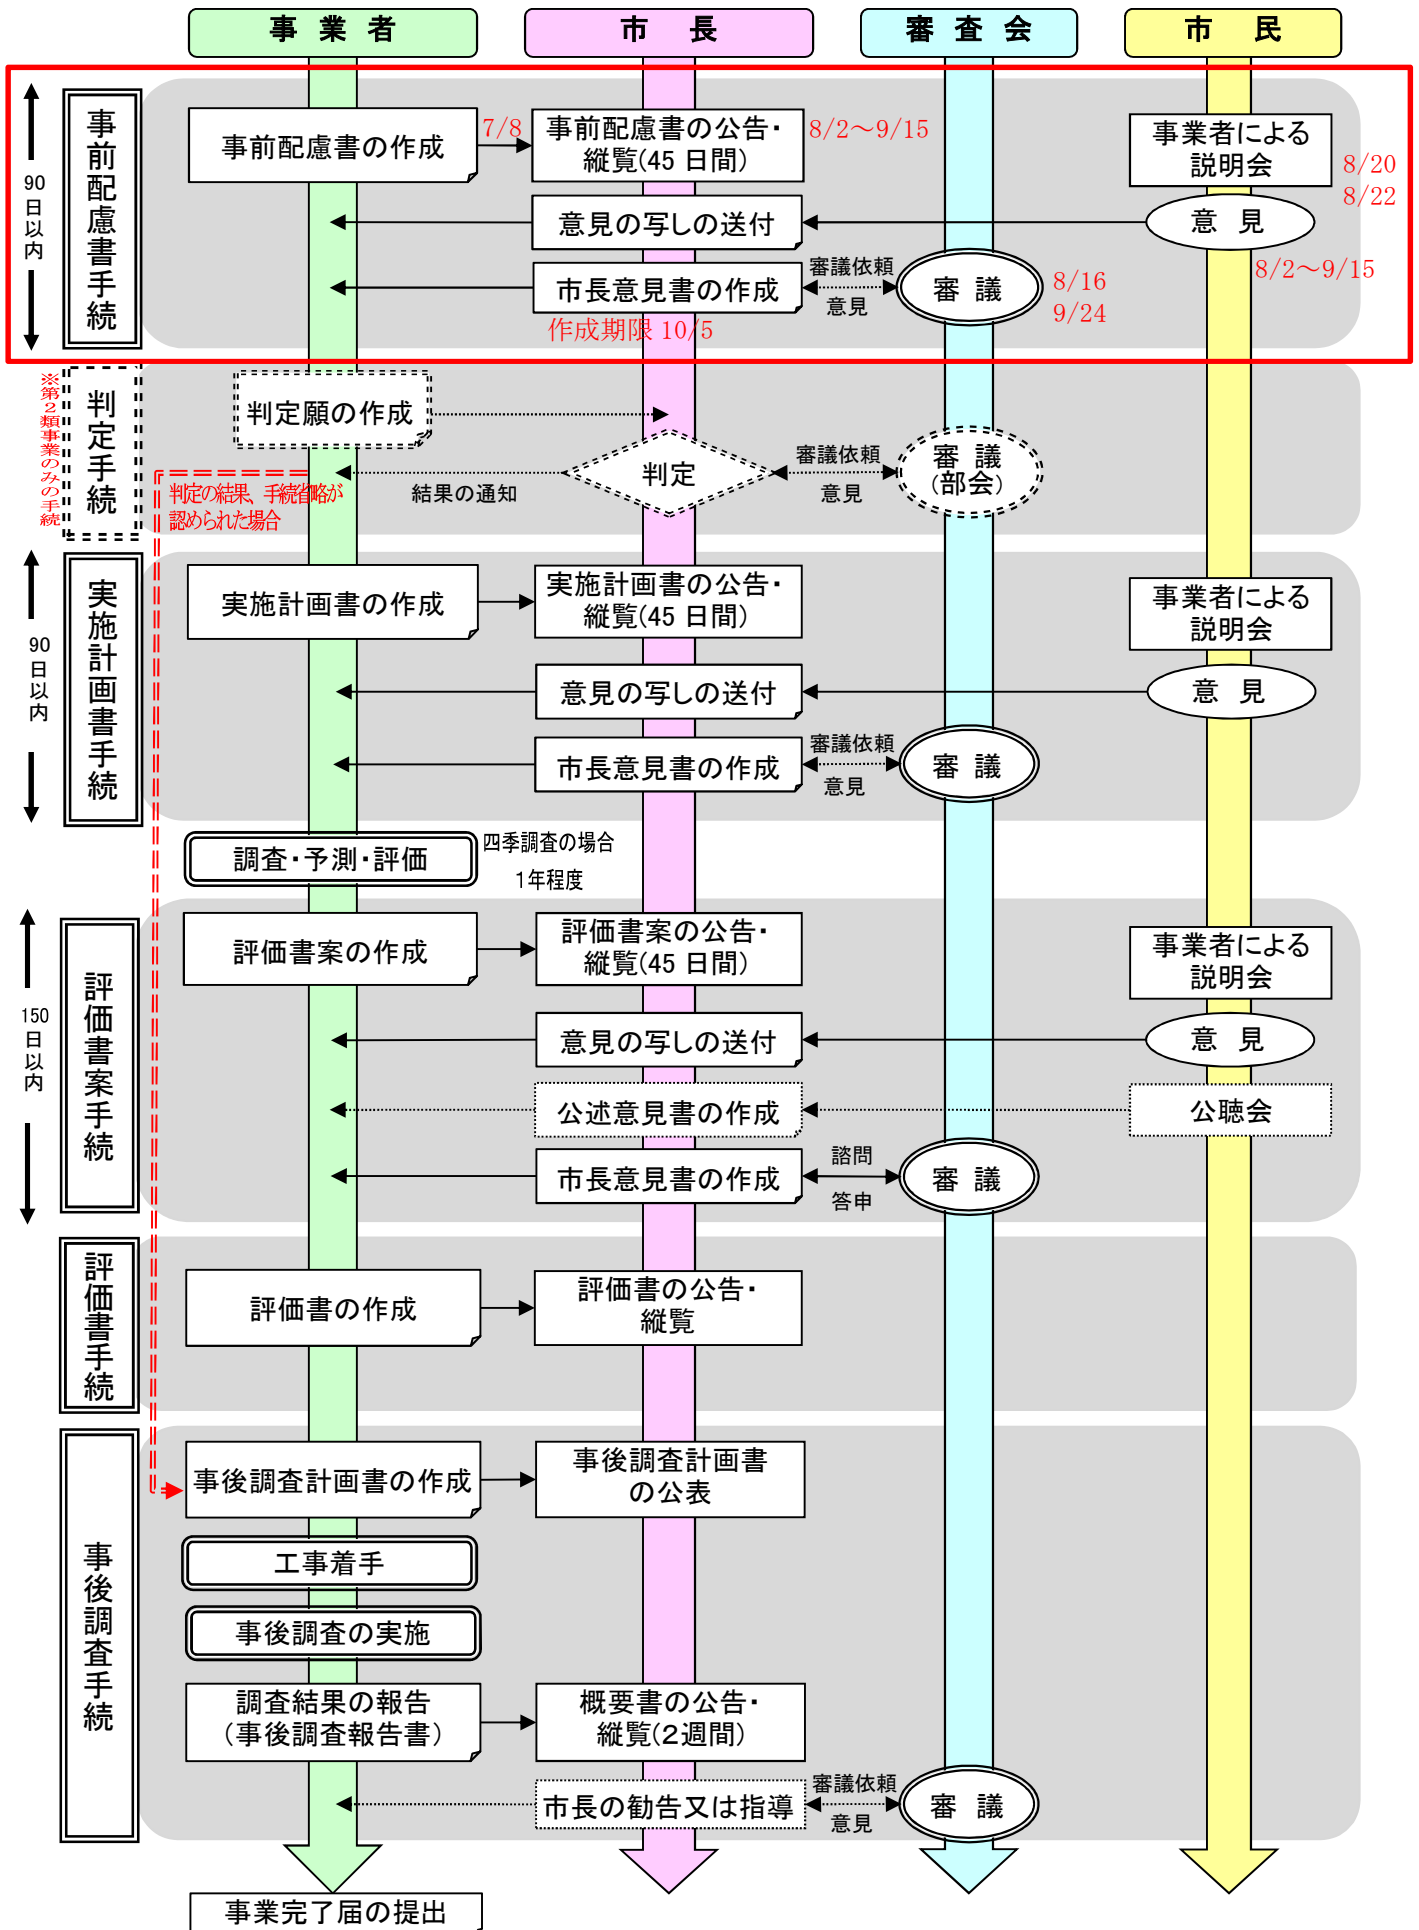 事業者
市長
審査会
市民
90日以内
事前配慮書手続
事前配慮書の作成
7/8
事前配慮書の公告・
縦覧(45日間)
8/2～9/15
事業者による
説明会
8/20
8/22
意見の写しの送付
意見
8/2～9/15
市長意見書の作成
作成期限 10/5
審議依頼
意見
審議
8/16
9/24
※第2類事業のみの手続
判定手続
判定願の作成
判定
結果の通知
審議依頼
意見
審議
(部会)
判定の結果、手続省略が
認められた場合
90日以内
実施計画書手続
実施計画書の作成
実施計画書の公告・
縦覧(45日間)
事業者による
説明会
意見の写しの送付
意見
市長意見書の作成
審議依頼
意見
審議
調査・予測・評価
四季調査の場合
1年程度
150日以内
評価書案手続
評価書案の作成
評価書案の公告・
縦覧(45日間)
事業者による
説明会
意見の写しの送付
意見
公述意見書の作成
公聴会
市長意見書の作成
諮問
答申
審議
評価書手続
評価書の作成
評価書の公告・
縦覧
事後調査手続
事後調査計画書の作成
事後調査計画書
の公表
工事着手
事後調査の実施
調査結果の報告
(事後調査報告書)
概要書の公告・
縦覧(2週間)
市長の勧告又は指導
審議依頼
意見
審議
事業完了届の提出